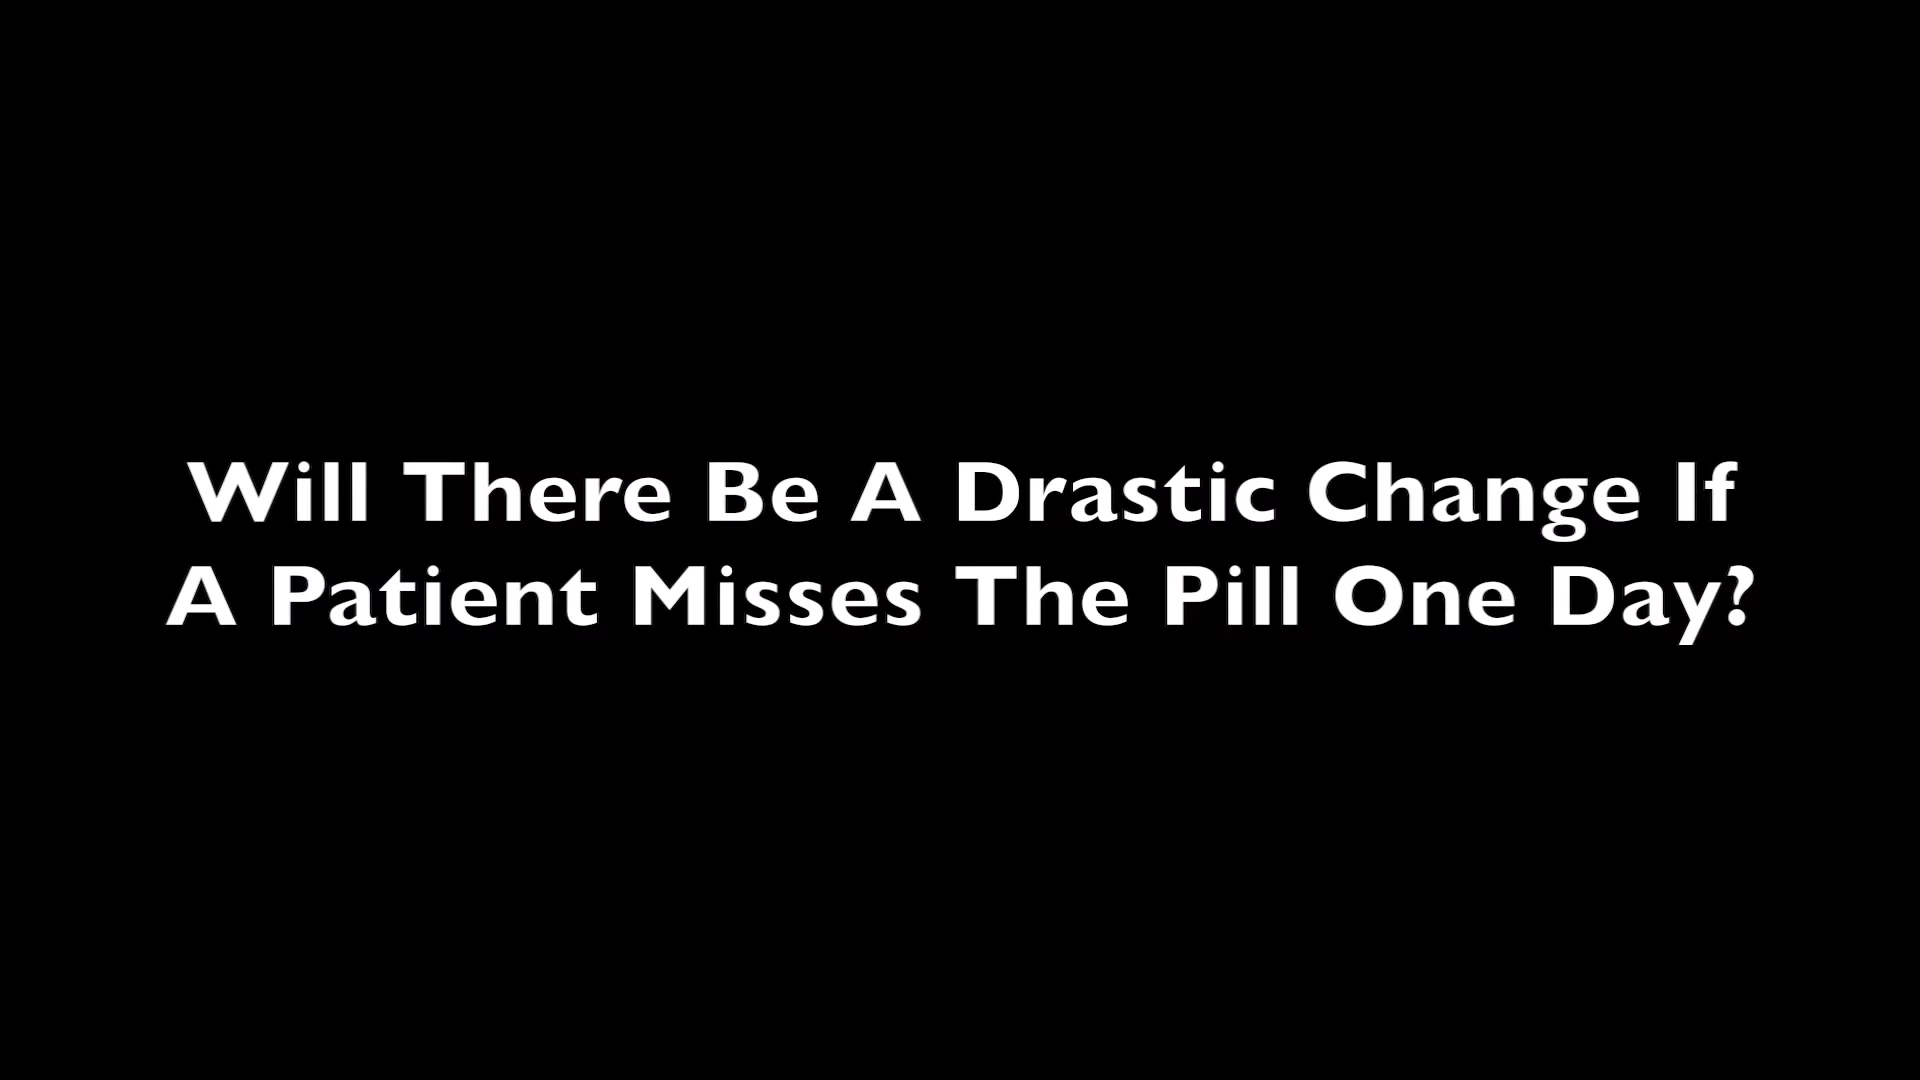 Will There Be A Drastic Change If
A Patient Misses The Pill One Day?